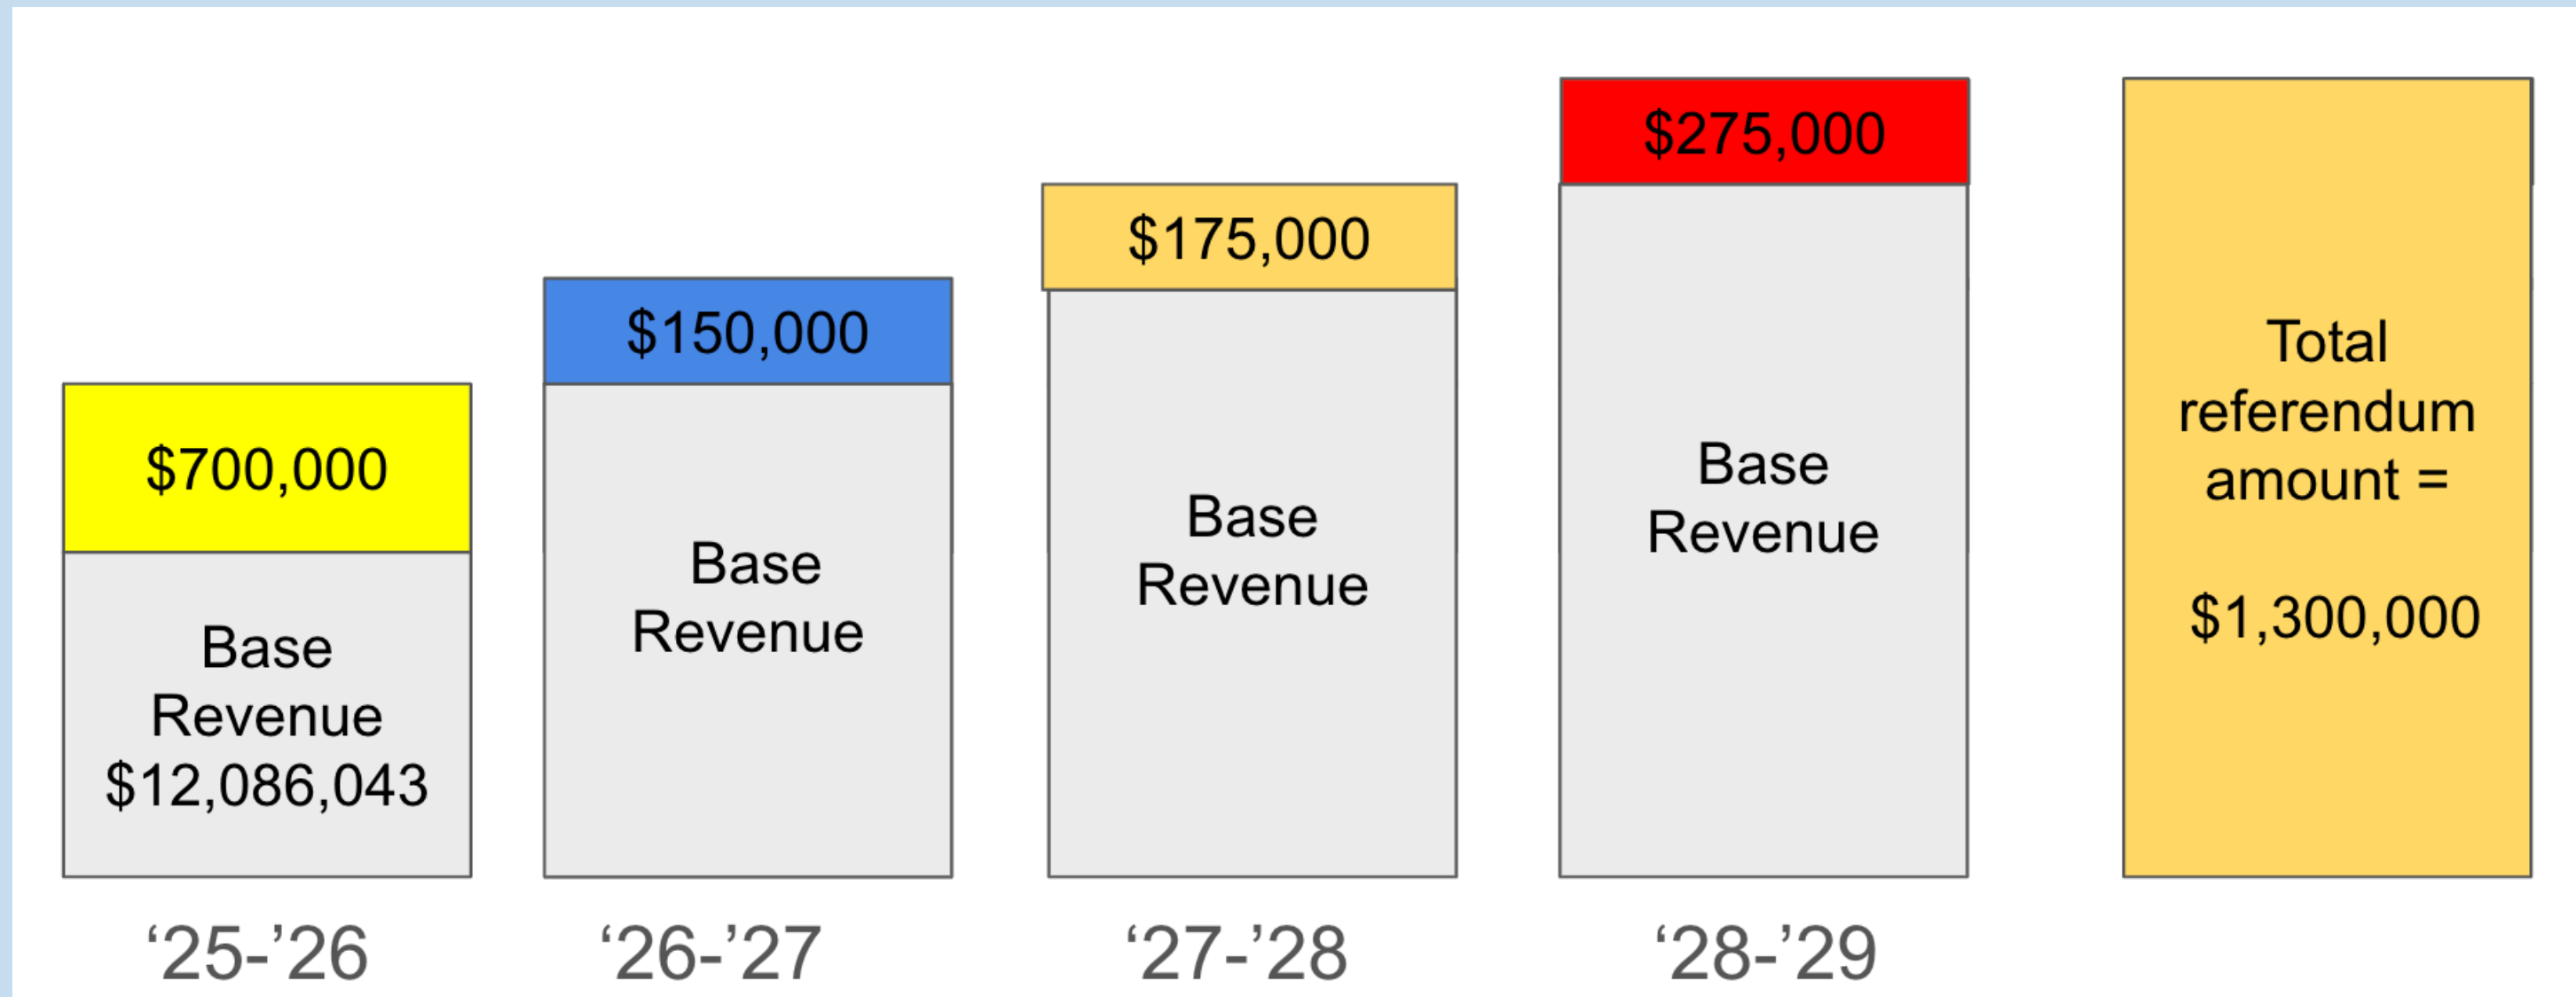 $700,000
Base
Revenue
$12,086,043
‘25-’26
$150,000
Base
Revenue
‘26-’27
$175,000
Base
Revenue
‘27-’28
$275,000
Base
Revenue
‘28-’29
Total
referendum
amount =
$1,300,000